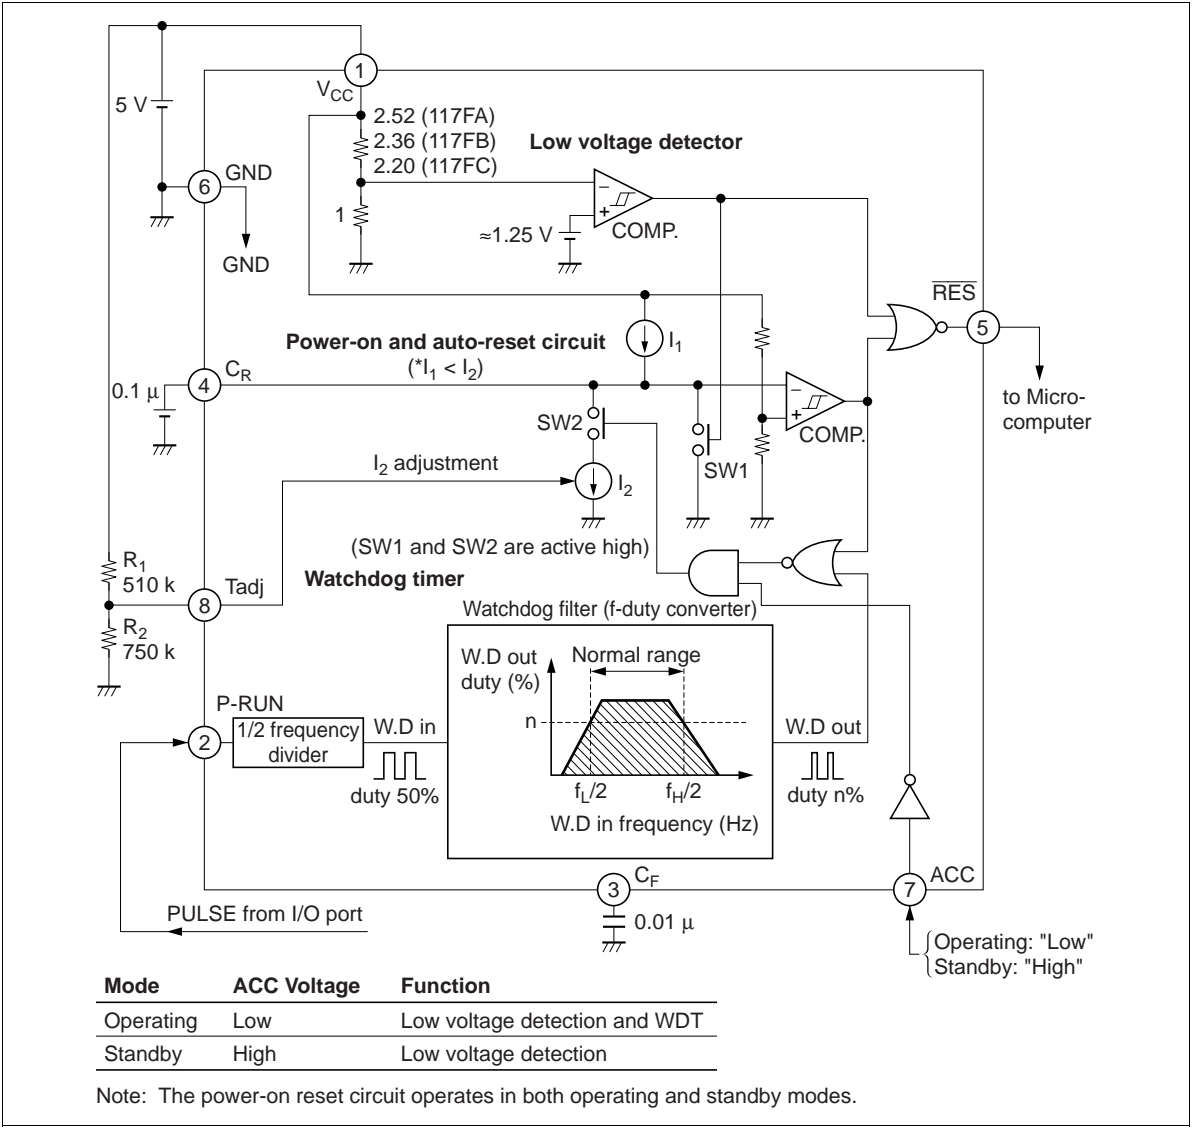 1
V_CC
5 V
2.52 (117FA)
2.36 (117FB)
2.20 (117FC)
Low voltage detector
6
GND
GND
1
−
+
COMP.
≈1.25 V
RES
5
to Micro-
computer
Power-on and auto-reset circuit
(*I1 < I2)
I1
4
CR
0.1 µ
SW2
SW1
−
+
COMP.
I2 adjustment
I2
(SW1 and SW2 are active high)
R1
510 k
8
Tadj
Watchdog timer
R2
750 k
Watchdog filter (f-duty converter)
W.D out
duty (%)
Normal range
n
fL/2
fH/2
W.D in frequency (Hz)
P-RUN
2
1/2 frequency
divider
W.D in
duty 50%
W.D out
duty n%
3
CF
0.01 µ
7
ACC
PULSE from I/O port
Operating: "Low"
Standby: "High"
Mode ACC Voltage Function
Operating Low Low voltage detection and WDT
Standby High Low voltage detection
Note: The power-on reset circuit operates in both operating and standby modes.